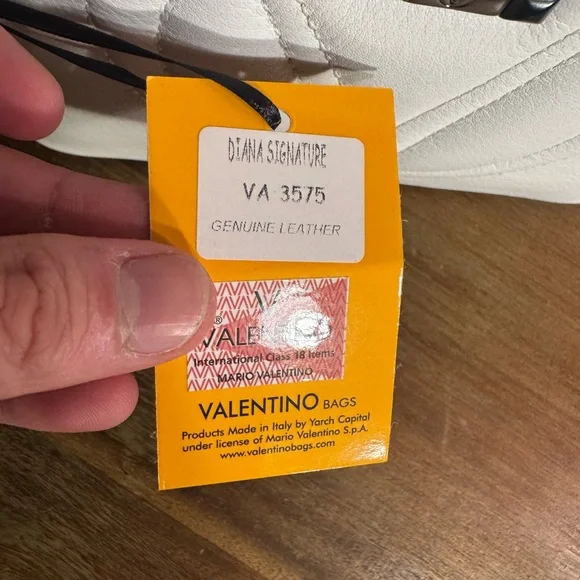 DIANA SIGNATURE
VA 3575
GENUINE LEATHER
®
International Class 18 Items
MARIO VALENTINO
VALENTINO BAGS
Products Made in Italy by Yarch Capital
under license of Mario Valentino S.p.A.
www.valentinobags.com